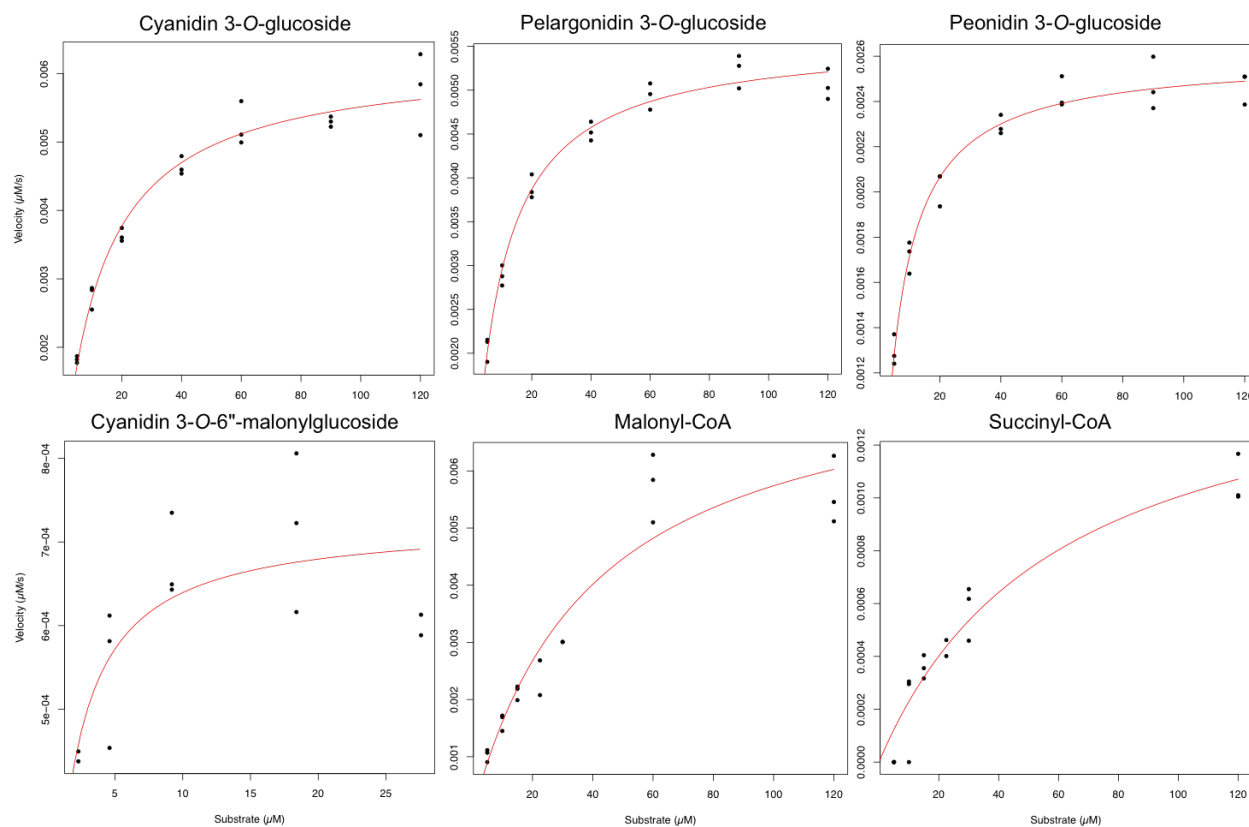 Cyanidin 3-O-glucoside
Pelargonidin 3-O-glucoside
Peonidin 3-O-glucoside
Velocity (µM/s)
0.006
0.005
0.004
0.003
0.002
20 40 60 80 100 120
0.0055
0.0050
0.0045
0.0040
0.0035
0.0030
0.0025
0.0020
20 40 60 80 100 120
0.0026
0.0024
0.0022
0.0020
0.0018
0.0016
0.0014
0.0012
20 40 60 80 100 120
Cyanidin 3-O-6"-malonylglucoside
Malonyl-CoA
Succinyl-CoA
Velocity (µM/s)
8e-04
7e-04
6e-04
5e-04
5 10 15 20 25
Substrate (µM)
0.006
0.005
0.004
0.003
0.002
0.001
20 40 60 80 100 120
Substrate (µM)
0.0012
0.0010
0.0008
0.0006
0.0004
0.0002
0.0000
20 40 60 80 100 120
Substrate (µM)